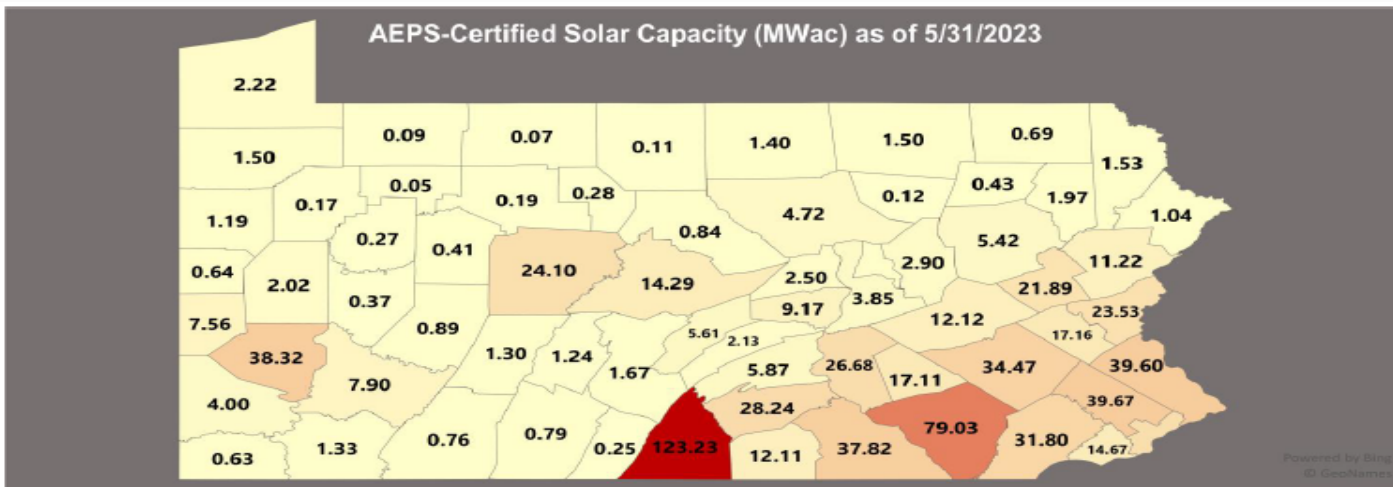 AEPS-Certified Solar Capacity (MWac) as of 5/31/2023
2.22
0.09 0.07 0.11 1.40 1.50 0.69
1.50 1.53
0.05 0.28 0.43
0.17 0.19 0.12 1.97
1.19 4.72 1.04
0.27 0.41 0.84 5.42
0.64 24.10 2.90 11.22
2.02 14.29 2.50 21.89
0.37 9.17 3.85 23.53
7.56 0.89 12.12 17.16
38.32 1.30 1.24 5.61 2.13
7.90 1.67 5.87 26.68 17.11 34.47 39.60
4.00 28.24 39.67
0.63 1.33 0.76 0.79 0.25 123.23 12.11 37.82 79.03 31.80 14.67
Powered by Bing
© GeoNames